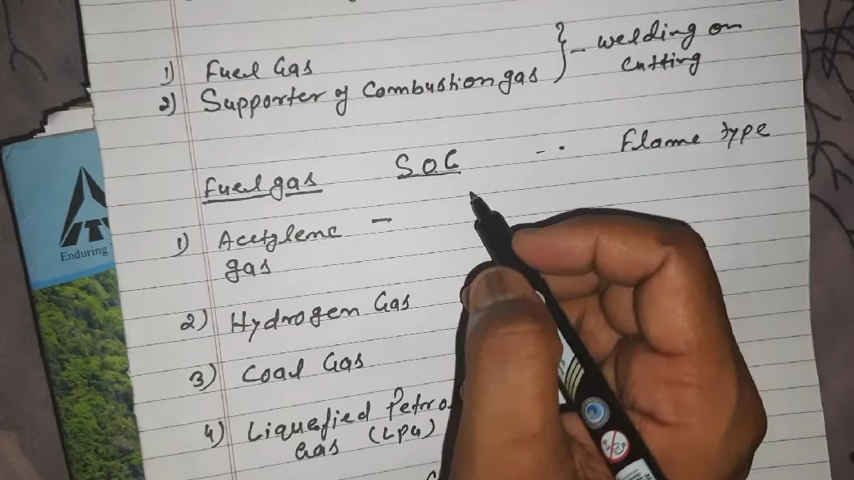 1) Fuel Gas
2) Supporter of Combustion gas } - welding or
cutting
Fuel gas SOC -. Flame type
1) Acetylene -
gas
2) Hydrogen Gas
3) Coal Gas
4) Liquefied Petro
Gas (LPG)
Enduring